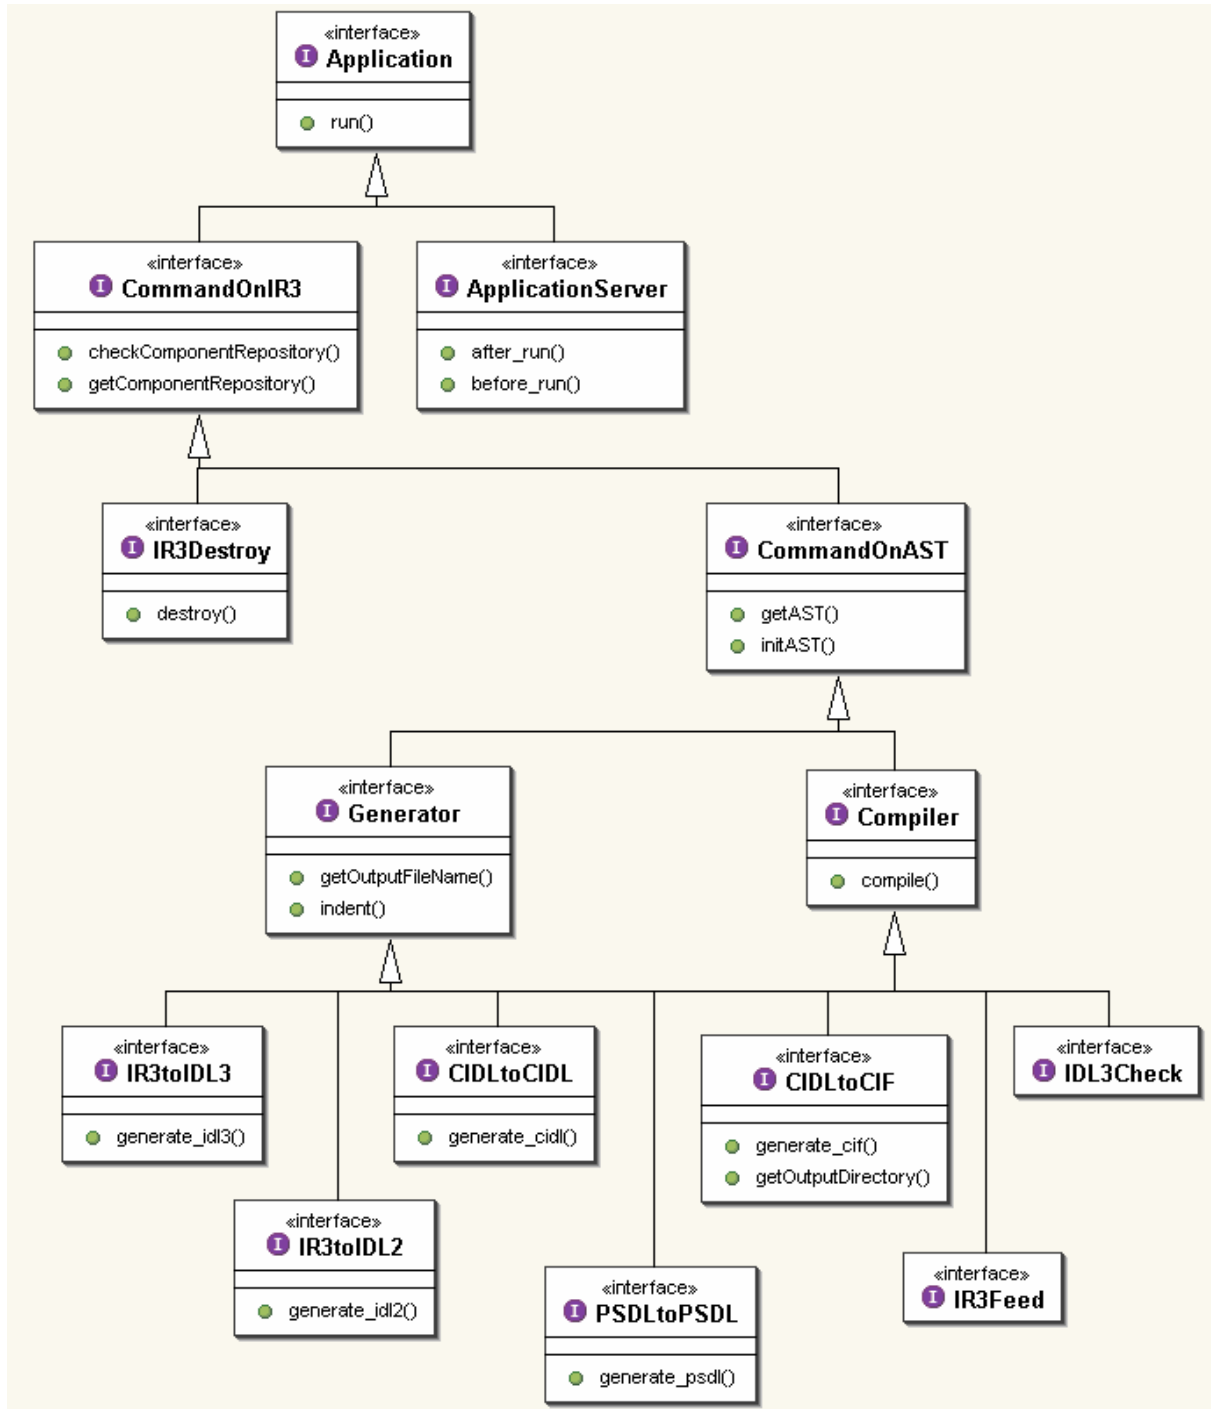 «interface»
Application
run()
«interface»
CommandOnIR3
checkComponentRepository()
getComponentRepository()
«interface»
ApplicationServer
after_run()
before_run()
«interface»
IR3Destroy
destroy()
«interface»
CommandOnAST
getAST()
initAST()
«interface»
Generator
getOutputFileName()
indent()
«interface»
Compiler
compile()
«interface»
IR3toIDL3
generate_idl3()
«interface»
CIDLtoCIDL
generate_cidl()
«interface»
CIDLtoCIF
generate_cif()
getOutputDirectory()
«interface»
IDL3Check
«interface»
IR3toIDL2
generate_idl2()
«interface»
PSDLtoPSDL
generate_psdl()
«interface»
IR3Feed